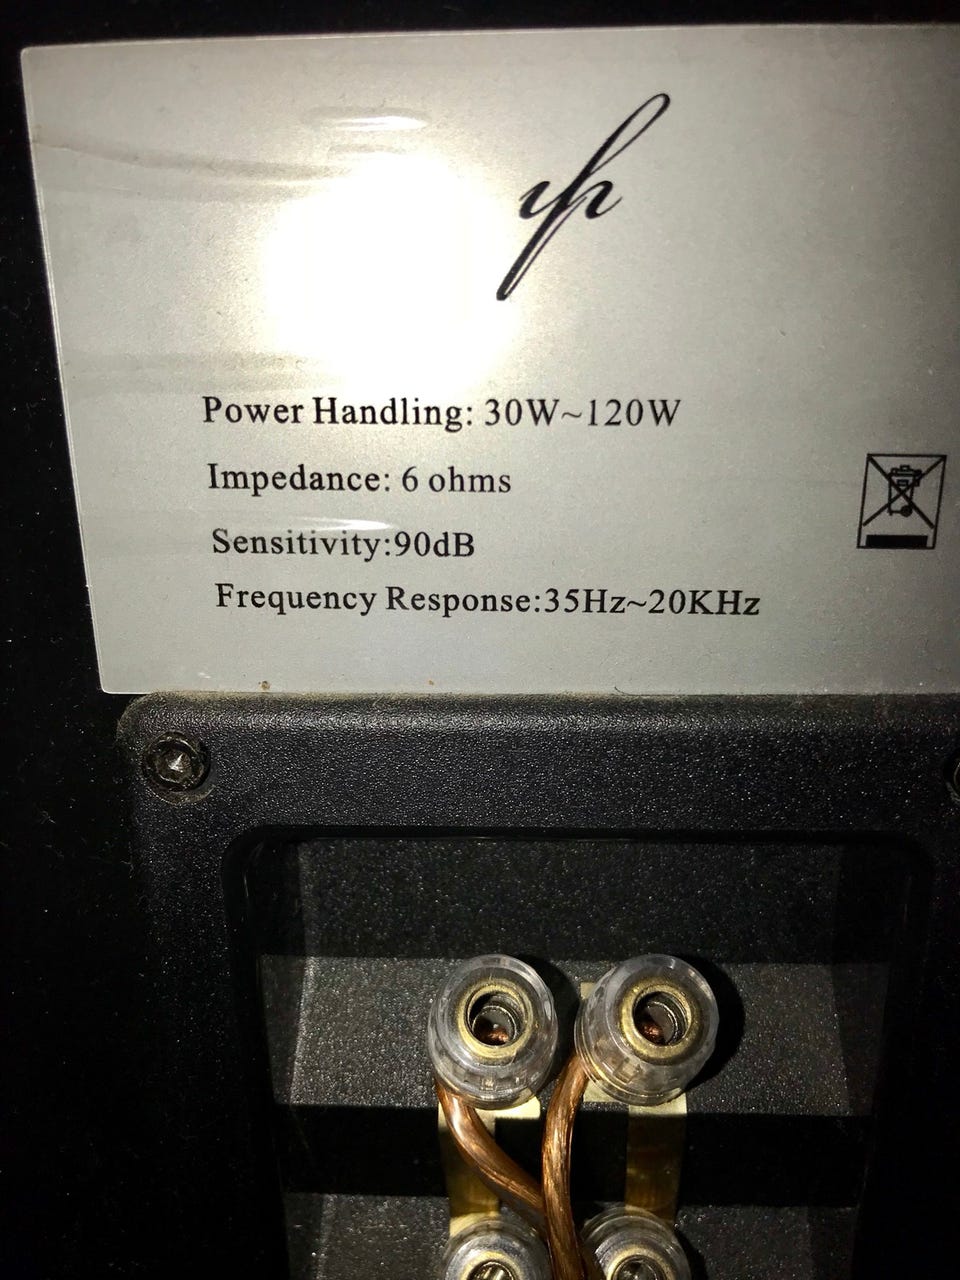 Power Handling: 30W~120W
Impedance: 6 ohms
Sensitivity:90dB
Frequency Response:35Hz~20KHz